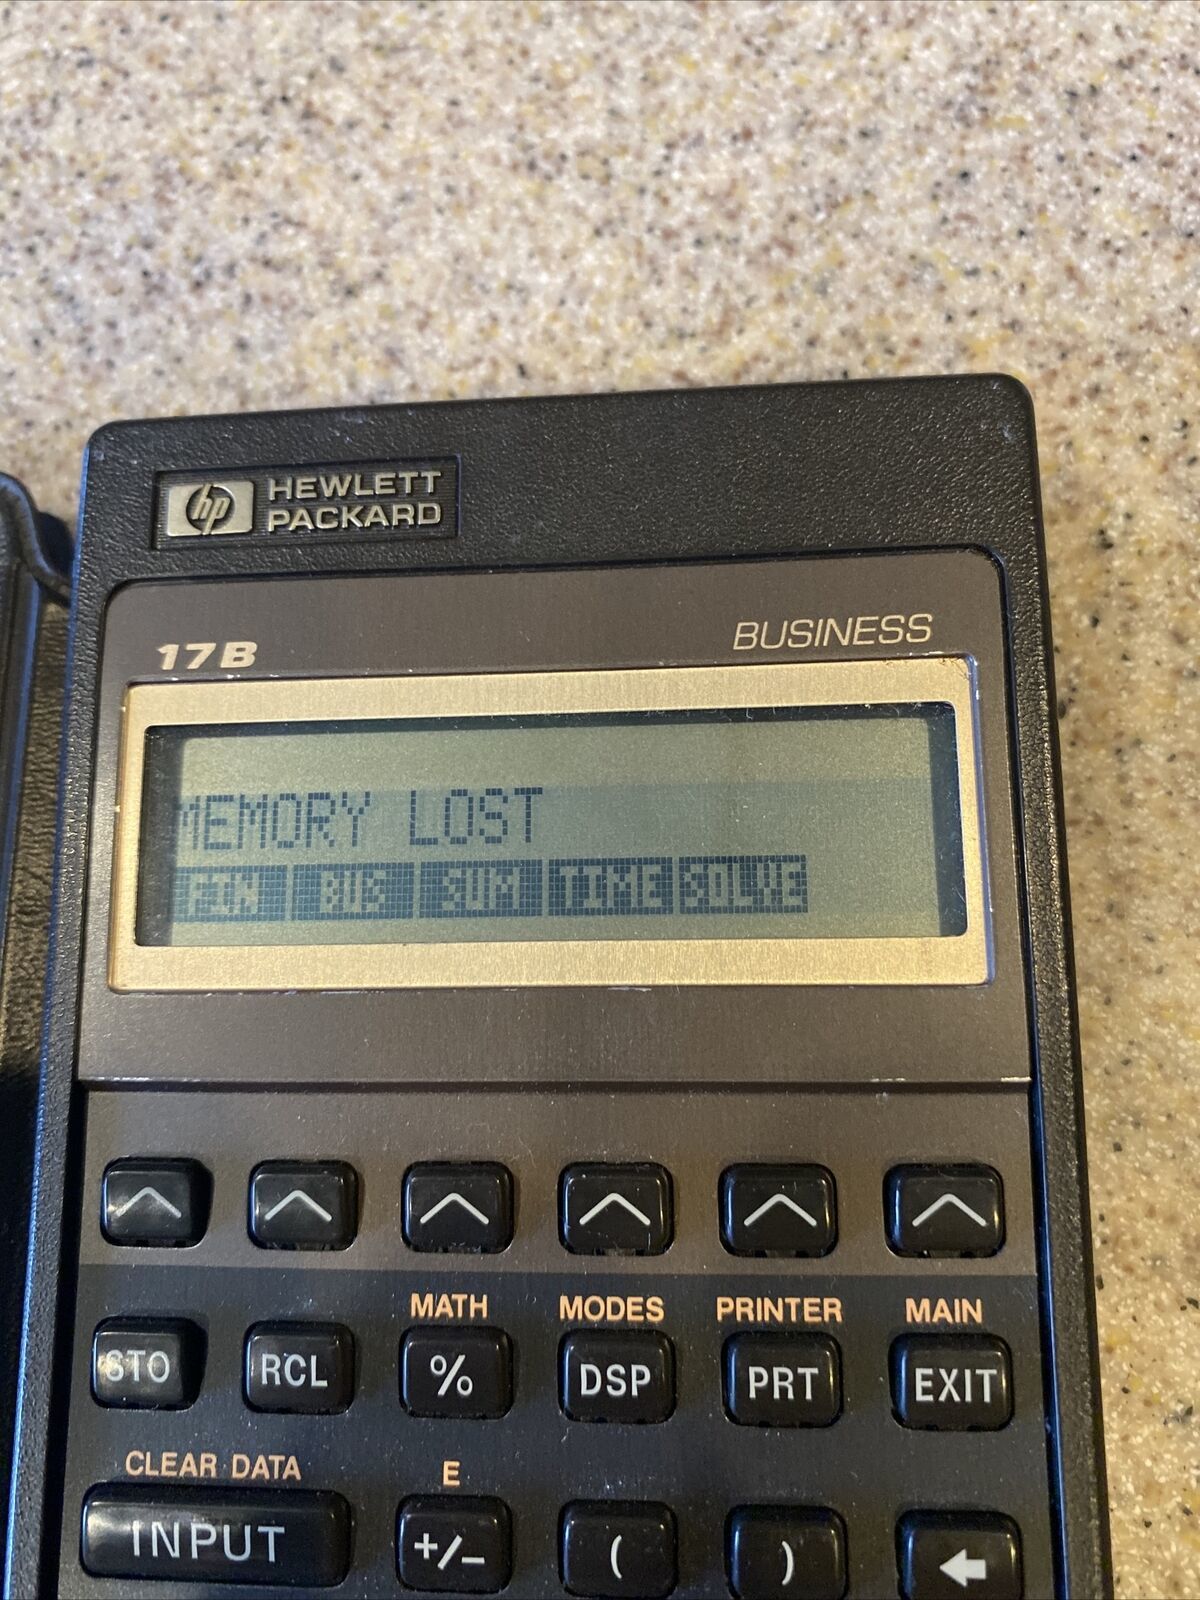 hp HEWLETT
PACKARD
17B BUSINESS
MEMORY LOST
FIN BUS SUM TIME SOLVE
MATH MODES PRINTER MAIN
STO RCL % DSP PRT EXIT
CLEAR DATA E
INPUT +/- ( )